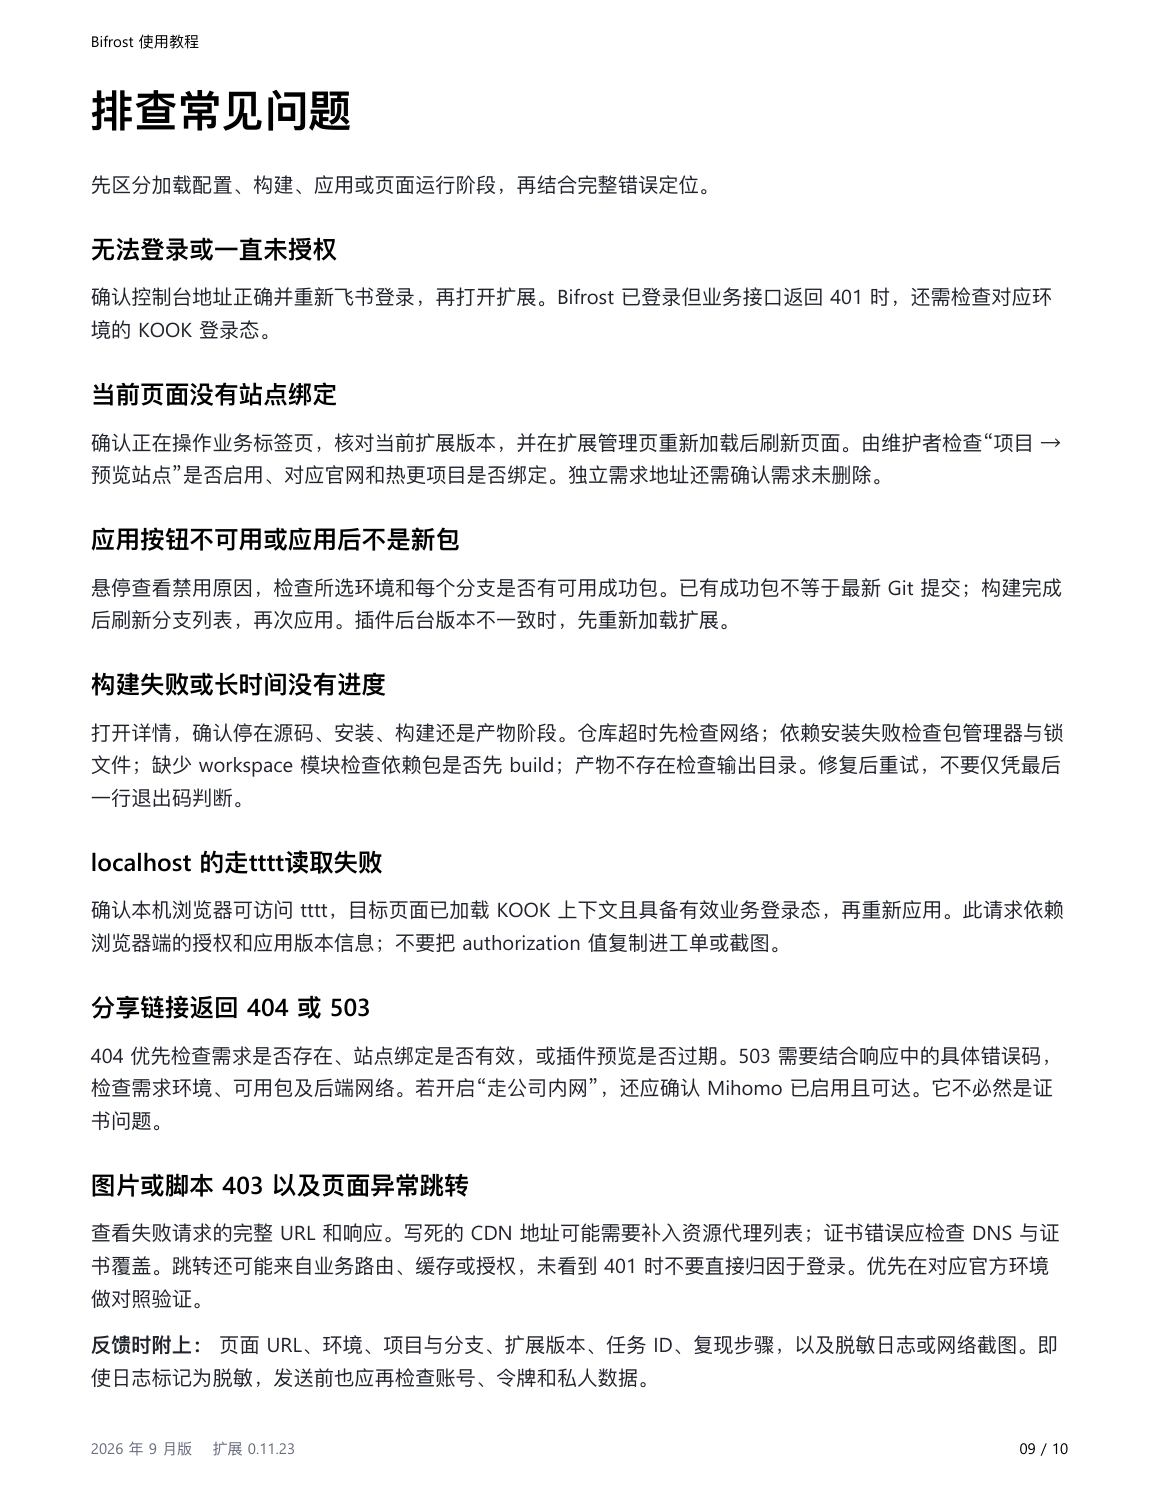 Bifrost 使用教程
排查常见问题
先区分加载配置、构建、应用或页面运行阶段，再结合完整错误定位。
无法登录或一直未授权
确认控制台地址正确并重新飞书登录，再打开扩展。Bifrost 已登录但业务接口返回 401 时，还需检查对应环
境的 KOOK 登录态。
当前页面没有站点绑定
确认正在操作业务标签页，核对当前扩展版本，并在扩展管理页重新加载后刷新页面。由维护者检查“项目 →
预览站点”是否启用、对应官网和热更项目是否绑定。独立需求地址还需确认需求未删除。
应用按钮不可用或应用后不是新包
悬停查看禁用原因，检查所选环境和每个分支是否有可用成功包。已有成功包不等于最新 Git 提交；构建完成
后刷新分支列表，再次应用。插件后台版本不一致时，先重新加载扩展。
构建失败或长时间没有进度
打开详情，确认停在源码、安装、构建还是产物阶段。仓库超时先检查网络；依赖安装失败检查包管理器与锁
文件；缺少 workspace 模块检查依赖包是否先 build；产物不存在检查输出目录。修复后重试，不要仅凭最后
一行退出码判断。
localhost 的走tttt读取失败
确认本机浏览器可访问 tttt，目标页面已加载 KOOK 上下文且具备有效业务登录态，再重新应用。此请求依赖
浏览器端的授权和应用版本信息；不要把 authorization 值复制进工单或截图。
分享链接返回 404 或 503
404 优先检查需求是否存在、站点绑定是否有效，或插件预览是否过期。503 需要结合响应中的具体错误码，
检查需求环境、可用包及后端网络。若开启“走公司内网”，还应确认 Mihomo 已启用且可达。它不必然是证
书问题。
图片或脚本 403 以及页面异常跳转
查看失败请求的完整 URL 和响应。写死的 CDN 地址可能需要补入资源代理列表；证书错误应检查 DNS 与证
书覆盖。跳转还可能来自业务路由、缓存或授权，未看到 401 时不要直接归因于登录。优先在对应官方环境
做对照验证。
反馈时附上： 页面 URL、环境、项目与分支、扩展版本、任务 ID、复现步骤，以及脱敏日志或网络截图。即
使日志标记为脱敏，发送前也应再检查账号、令牌和私人数据。
2026 年 9 月版 扩展 0.11.23
09 / 10